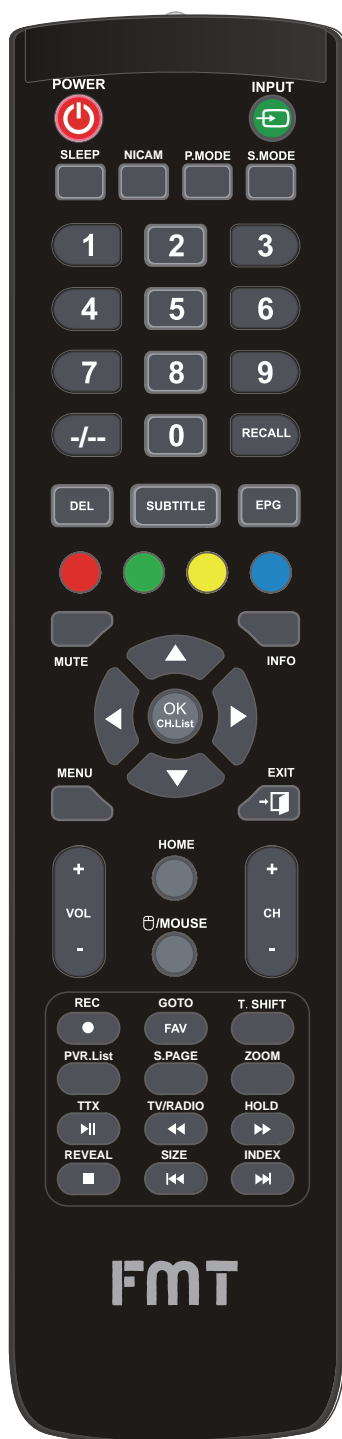 POWER INPUT
SLEEP NICAM P.MODE S.MODE
1 2 3
4 5 6
7 8 9
-/-- 0 RECALL
DEL SUBTITLE EPG
MUTE INFO
OK
CH.List
MENU EXIT
HOME
+ +
VOL CH
/MOUSE
- -
REC GOTO T. SHIFT
FAV
PVR.List S.PAGE ZOOM
TTX TV/RADIO HOLD
REVEAL SIZE INDEX
FMT